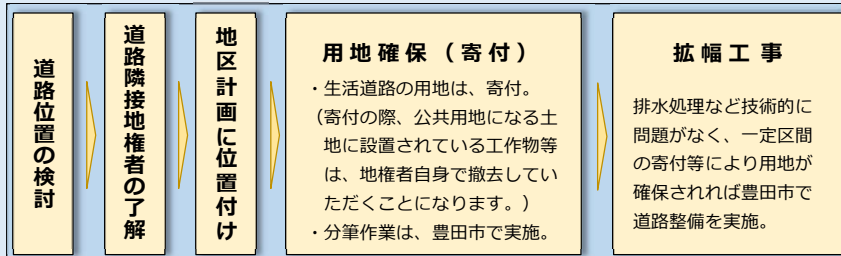 道路位置の検討
道路隣接地権者の了解
地区計画に位置付け
用地確保（寄付）
・生活道路の用地は、寄付。
（寄付の際、公共用地になる土
地に設置されている工作物等
は、地権者自身で撤去してい
ただくことになります。）
・分筆作業は、豊田市で実施。
拡幅工事
排水処理など技術的に
問題がなく、一定区間
の寄付等により用地が
確保されれば豊田市で
道路整備を実施。